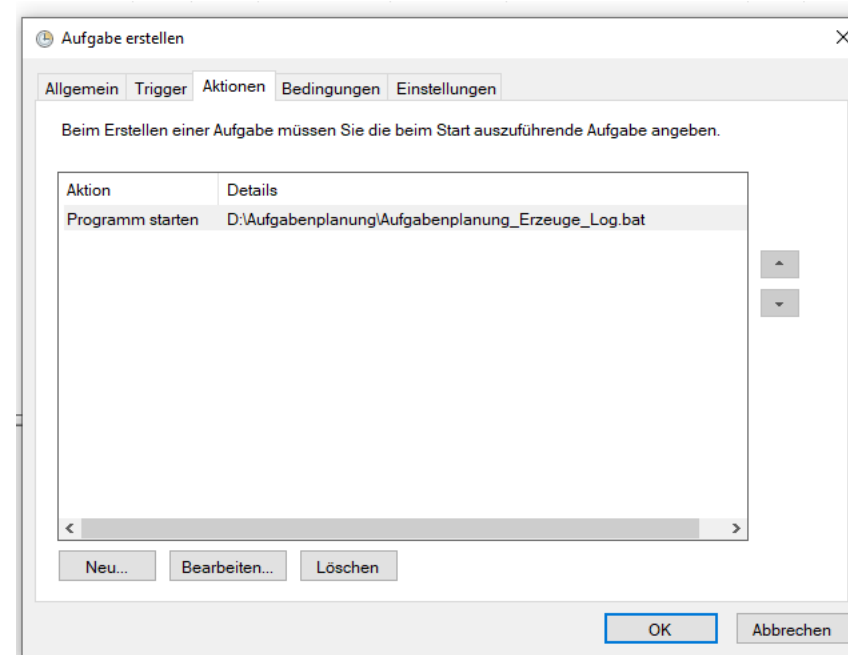 Aufgabe erstellen
Allgemein Trigger Aktionen Bedingungen Einstellungen
Beim Erstellen einer Aufgabe müssen Sie die beim Start auszuführende Aufgabe angeben.
Aktion Details
Programm starten D:\Aufgabenplanung\Aufgabenplanung_Erzeuge_Log.bat
Neu... Bearbeiten... Löschen
OK Abbrechen